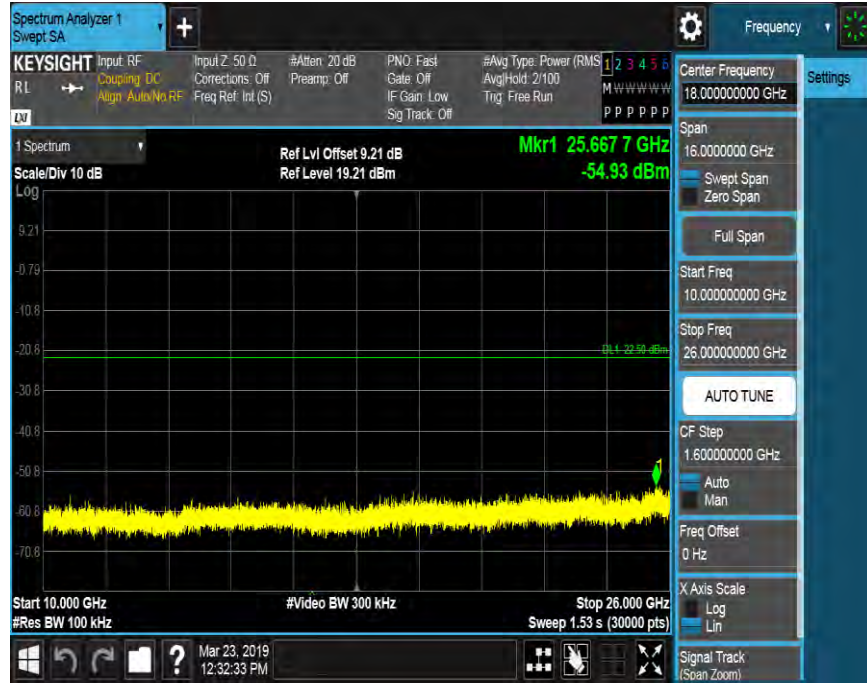 Spectrum Analyzer 1
Swept SA
+
Frequency
KEYSIGHT
RL
LXI
Input: RF
Coupling: DC
Align: Auto/No RF
Input Z: 50 Ω
Corrections: Off
Freq Ref: Int (S)
#Atten: 20 dB
Preamp: Off
PNO: Fast
Gate: Off
IF Gain: Low
Sig Track: Off
#Avg Type: Power (RMS
Avg|Hold: 2/100
Trig: Free Run
1 2 3 4 5 6
M W W W W W
P P P P P P
1 Spectrum
Scale/Div 10 dB
Log
Ref Lvl Offset 9.21 dB
Ref Level 19.21 dBm
Mkr1 25.667 7 GHz
-54.93 dBm
9.21
-0.79
-10.8
-20.8
-30.8
-40.8
-50.8
-60.8
-70.8
DL1 -22.50 dBm
1
Start 10.000 GHz
#Res BW 100 kHz
#Video BW 300 kHz
Stop 26.000 GHz
Sweep 1.53 s (30000 pts)
Center Frequency
18.000000000 GHz
Settings
Span
16.0000000 GHz
Swept Span
Zero Span
Full Span
Start Freq
10.000000000 GHz
Stop Freq
26.000000000 GHz
AUTO TUNE
CF Step
1.600000000 GHz
Auto
Man
Freq Offset
0 Hz
X Axis Scale
Log
Lin
Signal Track
(Span Zoom)
?
Mar 23, 2019
12:32:33 PM